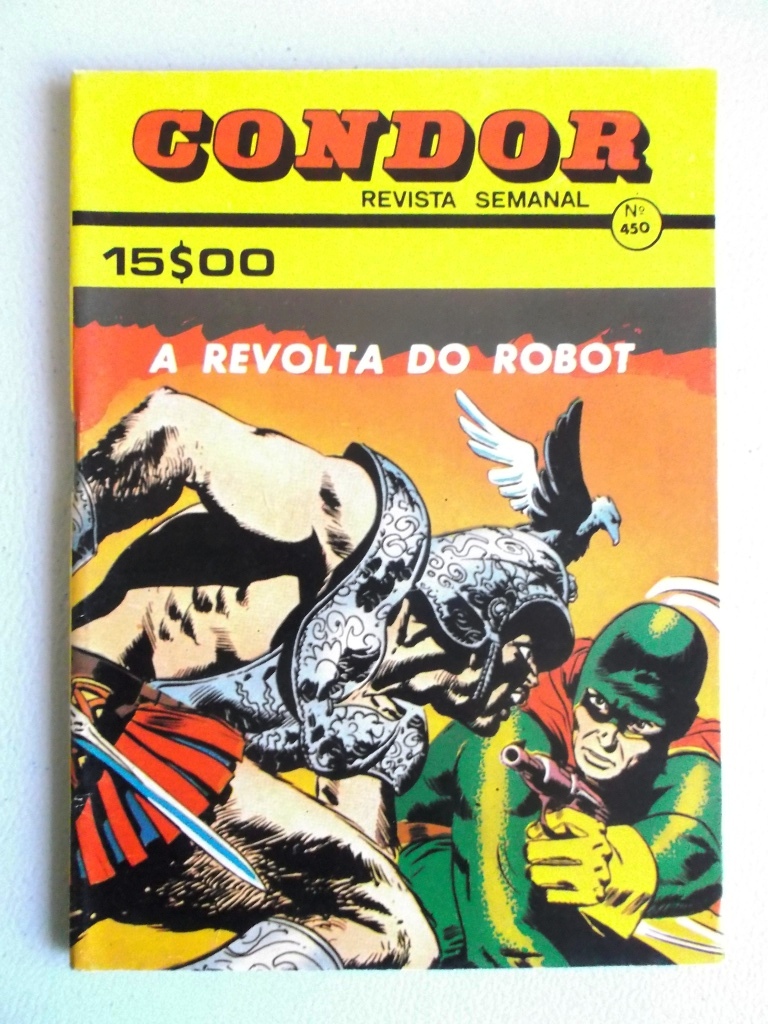 CONDOR
REVISTA SEMANAL
Nº
450
15$00
A REVOLTA DO ROBOT